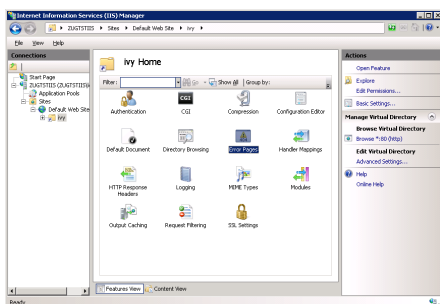 Internet Information Services (IIS) Manager
ZUGTSTIIS ▸ Sites ▸ Default Web Site ▸ ivy ▸
File View Help
Connections
Start Page
ZUGTSTIIS (ZUGTSTIIS\
Application Pools
Sites
Default Web Site
ivy
ivy Home
Filter: Go Show All Group by:
Authentication CGI Compression Configuration Editor
Default Document Directory Browsing Error Pages Handler Mappings
HTTP Response Headers Logging MIME Types Modules
Output Caching Request Filtering SSL Settings
Features View Content View
Actions
Open Feature
Explore
Edit Permissions...
Basic Settings...
Manage Virtual Directory
Browse Virtual Directory
Browse *:80 (http)
Edit Virtual Directory
Advanced Settings...
Help
Online Help
Ready